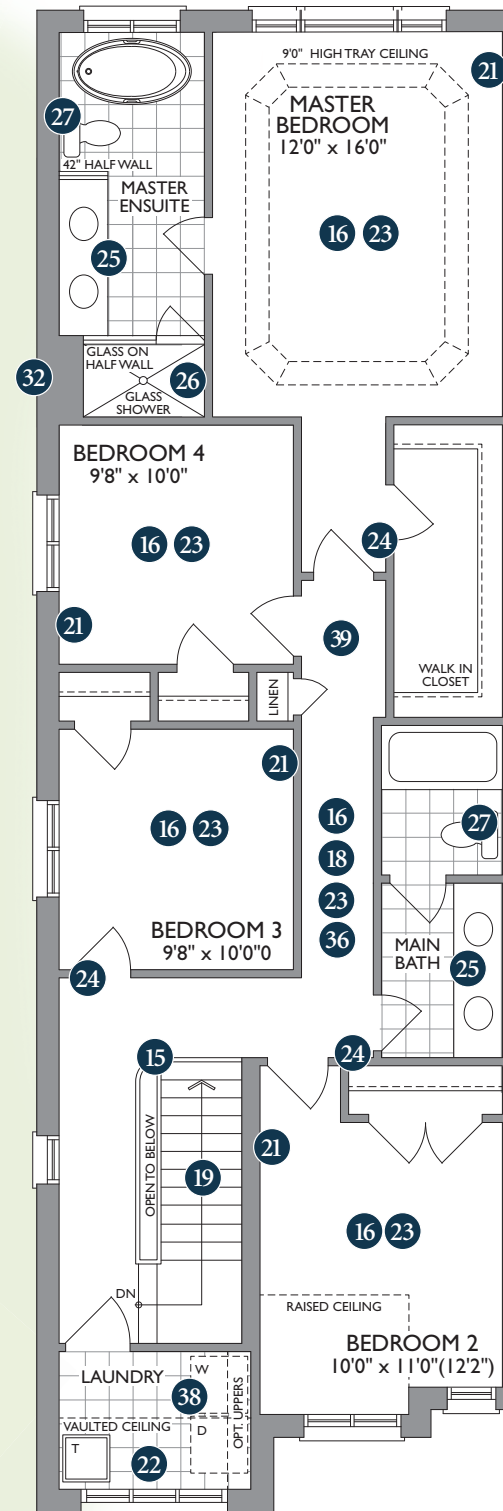 9'0" HIGH TRAY CEILING
21
MASTER
BEDROOM
12'0" x 16'0"
16 23
27
42" HALF WALL
MASTER
ENSUITE
25
GLASS ON
HALF WALL
26
GLASS
SHOWER
32
BEDROOM 4
9'8" x 10'0"
16 23
21
24
39
WALK IN
CLOSET
LINEN
21
16 23
BEDROOM 3
9'8" x 10'0"0
24
16
18
23
36
27
MAIN
BATH
25
24
15
OPEN TO BELOW
19
DN
21
16 23
RAISED CEILING
BEDROOM 2
10'0" x 11'0"(12'2")
LAUNDRY
W
38
OPT. UPPERS
VAULTED CEILING
D
T
22